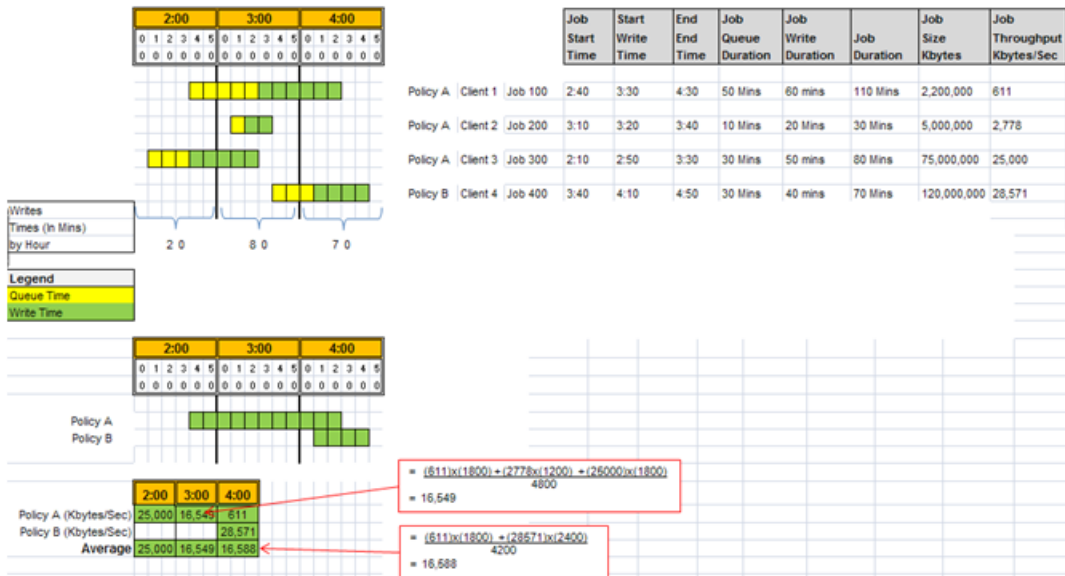 2:00 3:00 4:00
0 1 2 3 4 5 0 1 2 3 4 5 0 1 2 3 4 5
0 0 0 0 0 0 0 0 0 0 0 0 0 0 0 0 0 0
Job Start End Job Job Job Job
Start Write End Queue Write Job Size Throughput
Time Time Time Duration Duration Duration Kbytes Kbytes/Sec
Policy A Client 1 Job 100 2:40 3:30 4:30 50 Mins 60 mins 110 Mins 2,200,000 611
Policy A Client 2 Job 200 3:10 3:20 3:40 10 Mins 20 Mins 30 Mins 5,000,000 2,778
Policy A Client 3 Job 300 2:10 2:50 3:30 30 Mins 50 mins 80 Mins 75,000,000 25,000
Policy B Client 4 Job 400 3:40 4:10 4:50 30 Mins 40 mins 70 Mins 120,000,000 28,571
Writes
Times (In Mins)
by Hour
2 0 8 0 7 0
Legend
Queue Time
Write Time
2:00 3:00 4:00
0 1 2 3 4 5 0 1 2 3 4 5 0 1 2 3 4 5
0 0 0 0 0 0 0 0 0 0 0 0 0 0 0 0 0 0
Policy A
Policy B
= (611)x(1800) + (2778x(1200) + (25000)x(1800)
4800
= 16,549
2:00 3:00 4:00
Policy A (Kbytes/Sec) 25,000 16,549 611
Policy B (Kbytes/Sec) 28,571
Average 25,000 16,549 16,588
= (611)x(1800) + (28571)x(2400)
4200
= 16,588